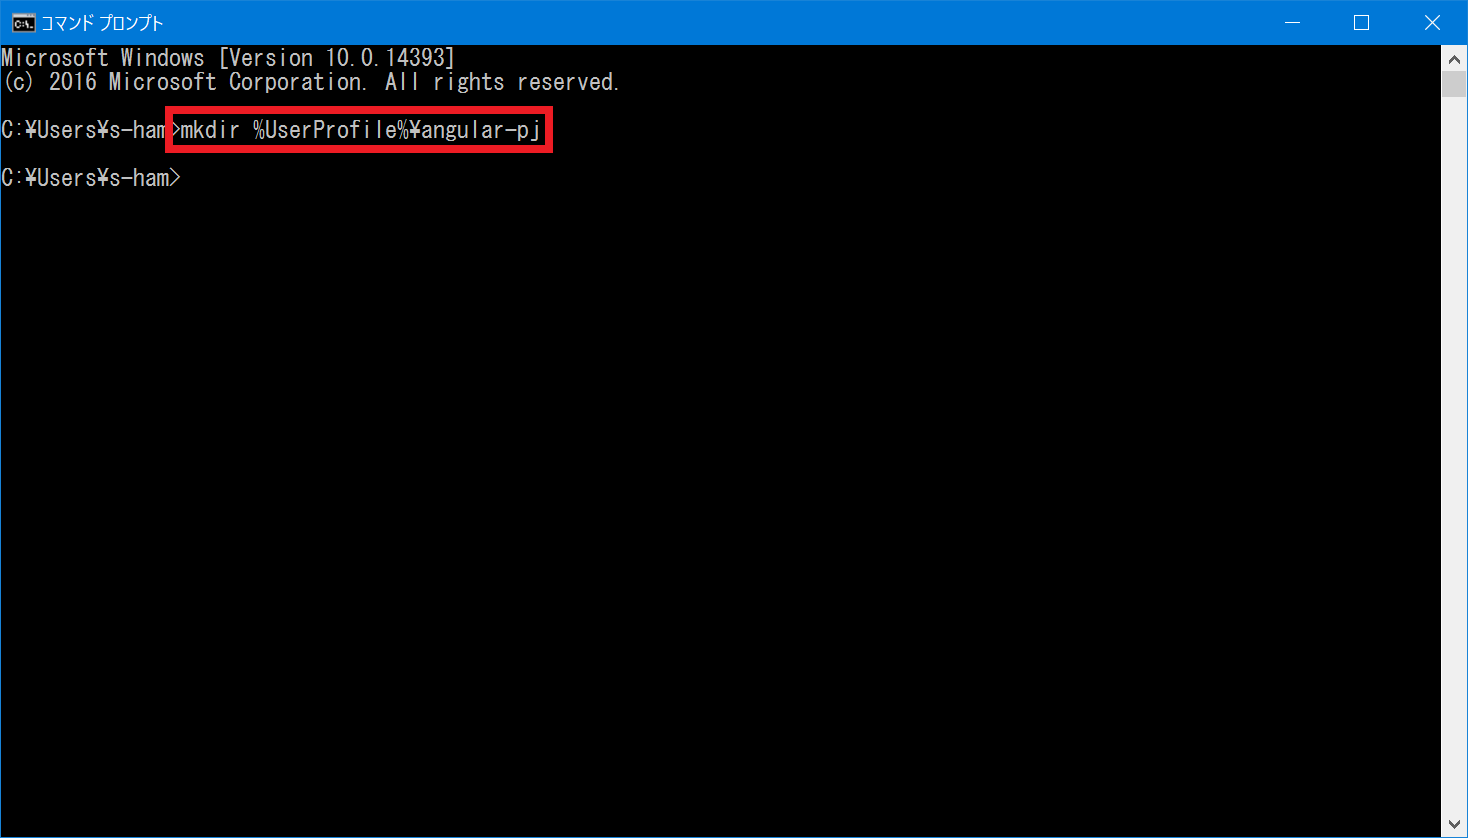 コマンド プロンプト
Microsoft Windows [Version 10.0.14393]
(c) 2016 Microsoft Corporation. All rights reserved.
C:¥Users¥s-ham>mkdir %UserProfile%¥angular-pj
C:¥Users¥s-ham>